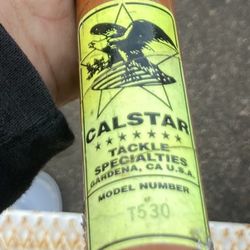 CALSTAR
TACKLE
SPECIALTIES
GARDENA, CA U.S.A.
MODEL NUMBER
T530